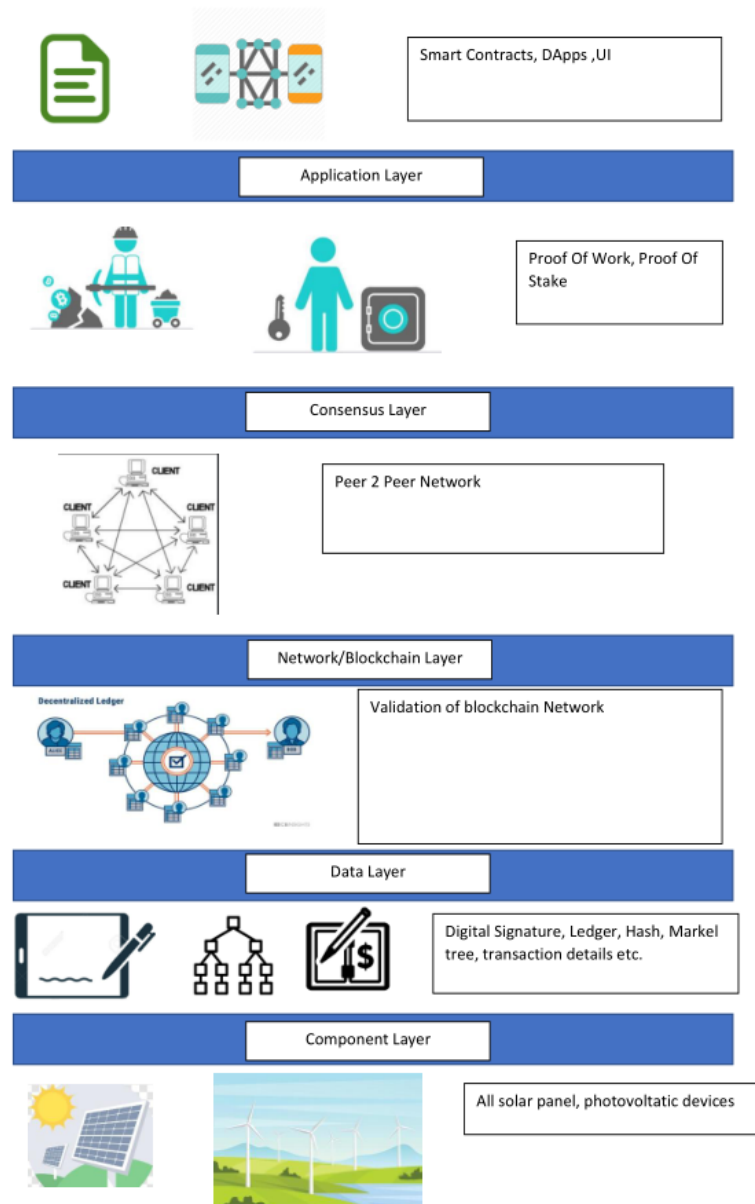 Smart Contracts, DApps ,UI
Application Layer
Proof Of Work, Proof Of
Stake
Consensus Layer
CLIENT
CLIENT
CLIENT
CLIENT
CLIENT
Peer 2 Peer Network
Network/Blockchain Layer
Decentralized Ledger
ALICE
BOB
Validation of blockchain Network
Data Layer
$
Digital Signature, Ledger, Hash, Markel
tree, transaction details etc.
Component Layer
All solar panel, photovoltatic devices